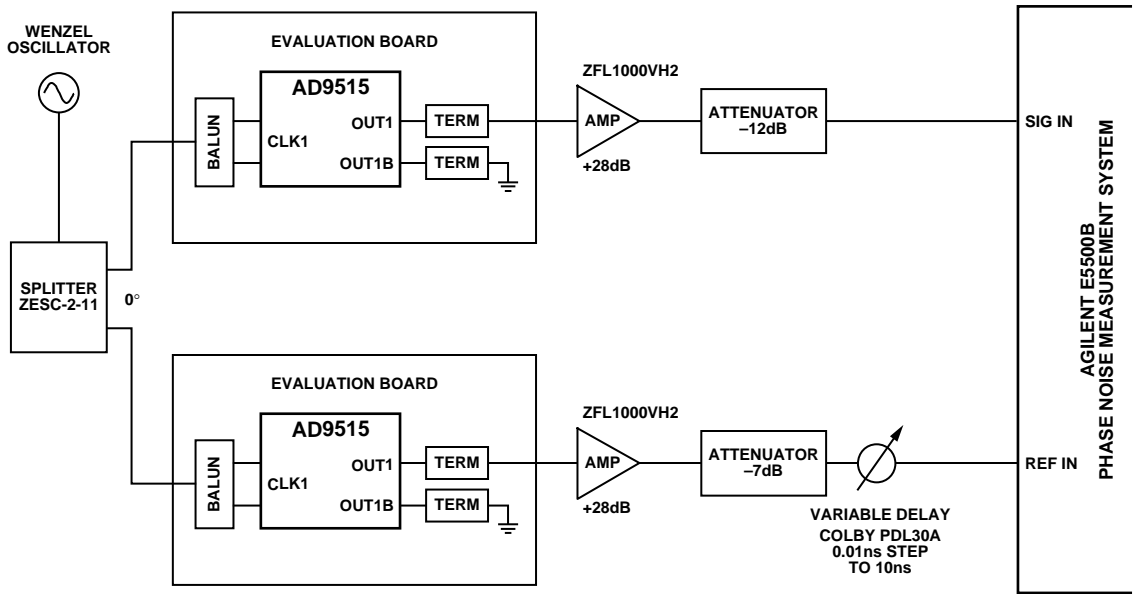 WENZEL
OSCILLATOR
SPLITTER
ZESC-2-11
0°
EVALUATION BOARD
BALUN
AD9515
CLK1
OUT1
OUT1B
TERM
TERM
ZFL1000VH2
AMP
+28dB
ATTENUATOR
–12dB
SIG IN
EVALUATION BOARD
BALUN
AD9515
CLK1
OUT1
OUT1B
TERM
TERM
ZFL1000VH2
AMP
+28dB
ATTENUATOR
–7dB
VARIABLE DELAY
COLBY PDL30A
0.01ns STEP
TO 10ns
REF IN
AGILENT E5500B
PHASE NOISE MEASUREMENT SYSTEM